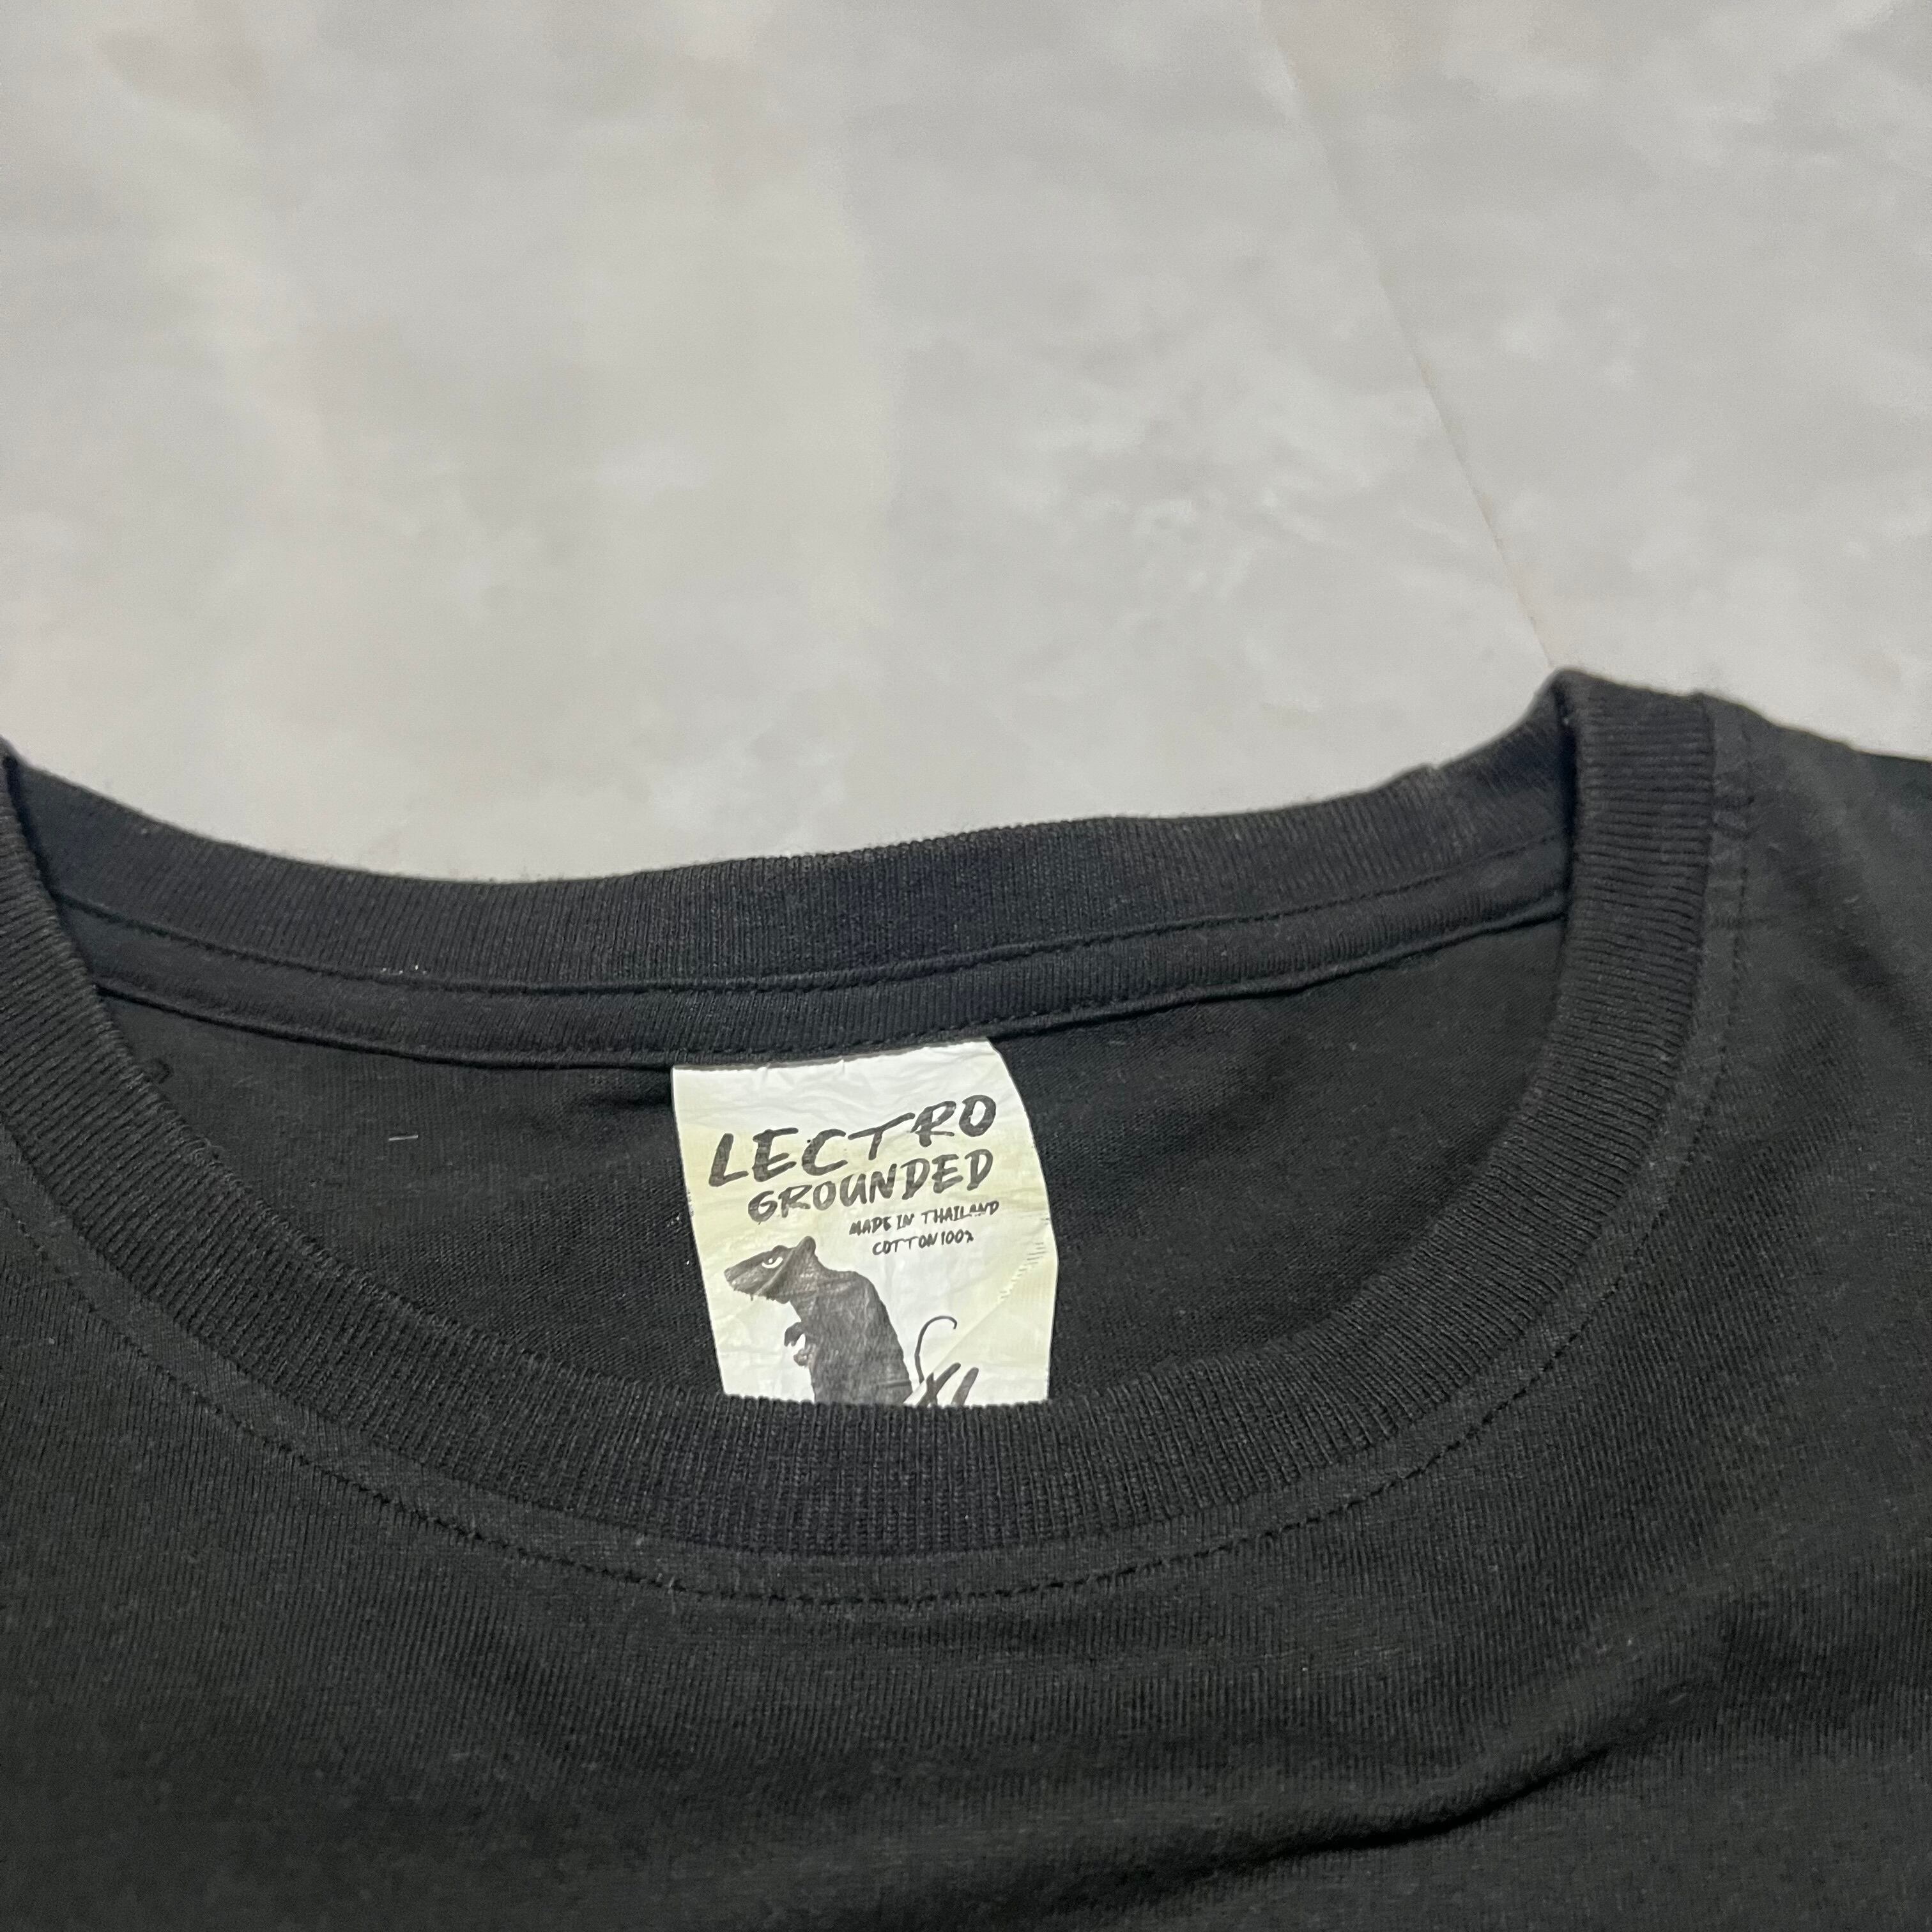 LECTRO
GROUNDED
MADE IN THAILAND
COTTON 100%
XL